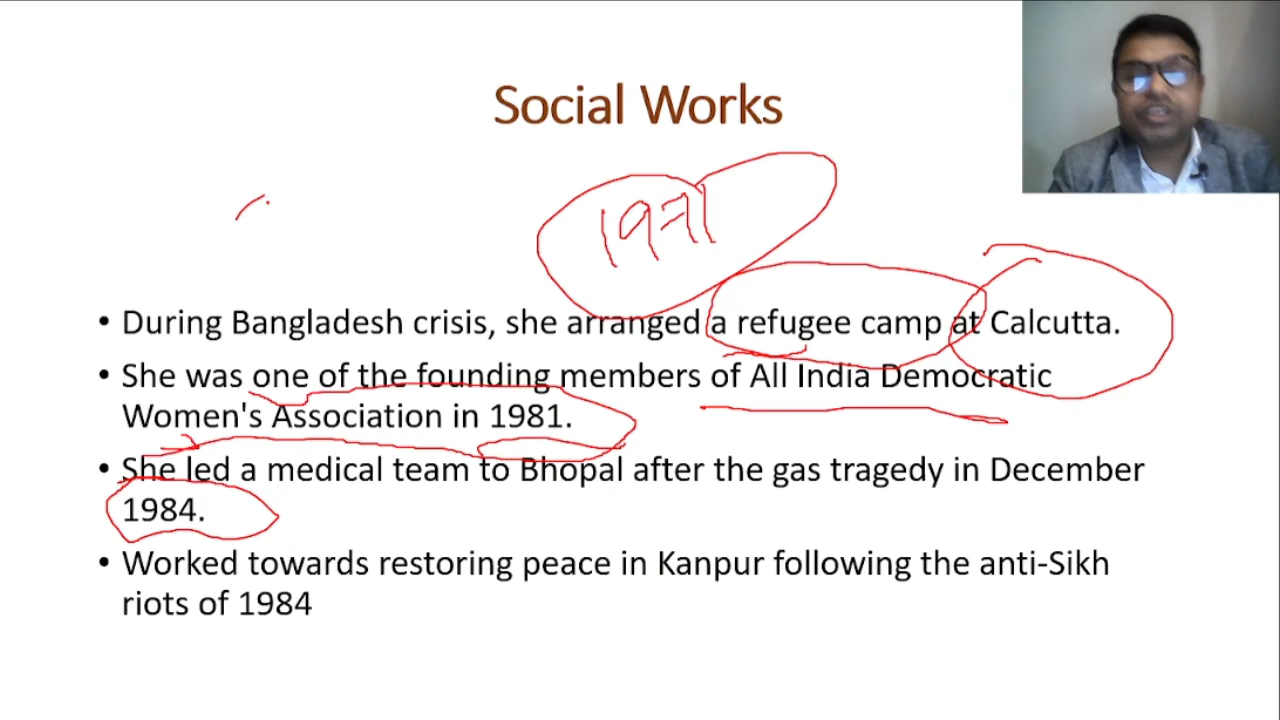 Social Works
1971
• During Bangladesh crisis, she arranged a refugee camp at Calcutta.
• She was one of the founding members of All India Democratic
Women's Association in 1981.
• She led a medical team to Bhopal after the gas tragedy in December
1984.
• Worked towards restoring peace in Kanpur following the anti-Sikh
riots of 1984